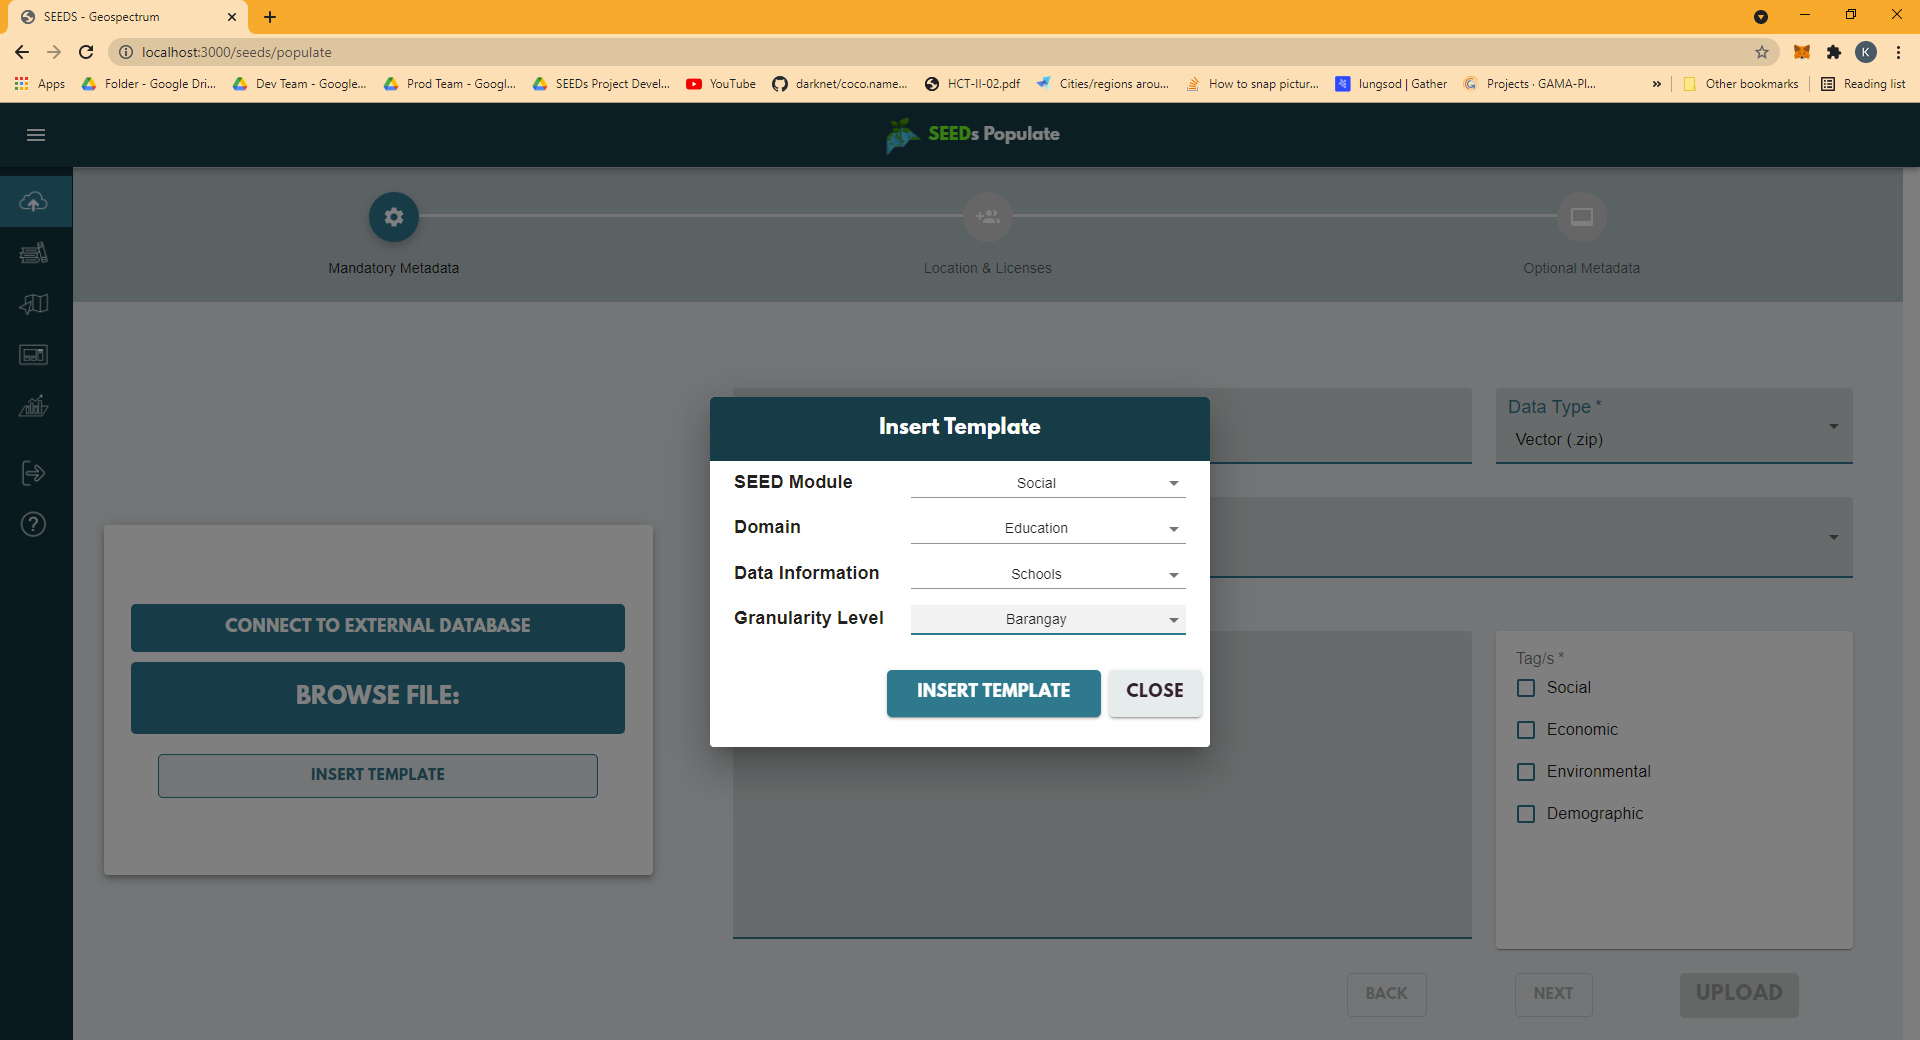 SEEDS - Geospectrum
localhost:3000/seeds/populate
K
Apps
Folder - Google Dri...
Dev Team - Google...
Prod Team - Googl...
SEEDs Project Devel...
YouTube
darknet/coco.name...
HCT-II-02.pdf
Cities/regions arou...
How to snap pictur...
lungsod | Gather
Projects · GAMA-Pl...
»
Other bookmarks
Reading list
SEEDs Populate
Mandatory Metadata
Location & Licenses
Optional Metadata
Data Type *
Vector (.zip)
Insert Template
SEED Module
Social
Domain
Education
Data Information
Schools
Granularity Level
Barangay
INSERT TEMPLATE
CLOSE
CONNECT TO EXTERNAL DATABASE
BROWSE FILE:
INSERT TEMPLATE
Tag/s *
Social
Economic
Environmental
Demographic
BACK
NEXT
UPLOAD